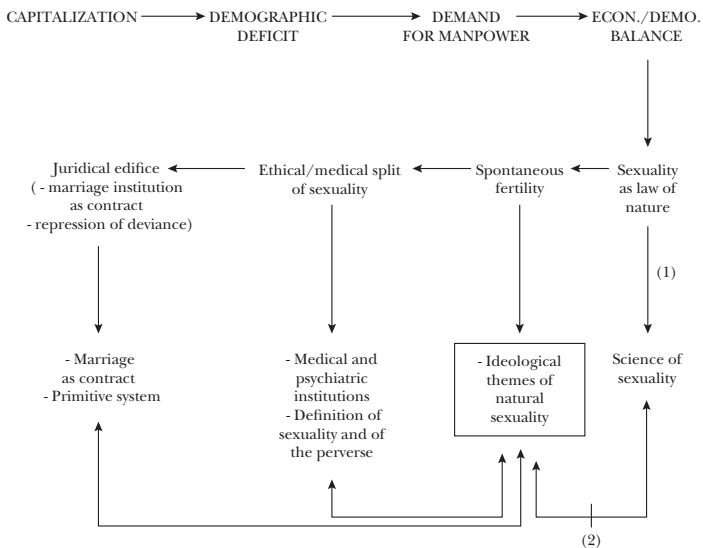 CAPITALIZATION
DEMOGRAPHIC
DEFICIT
DEMAND
FOR MANPOWER
ECON./DEMO.
BALANCE
Juridical edifice
( - marriage institution
as contract
- repression of deviance)
Ethical/medical split
of sexuality
Spontaneous
fertility
Sexuality
as law of
nature
(1)
- Marriage
as contract
- Primitive system
- Medical and
psychiatric
institutions
- Definition of
sexuality and of
the perverse
- Ideological
themes of
natural
sexuality
Science of
sexuality
(2)